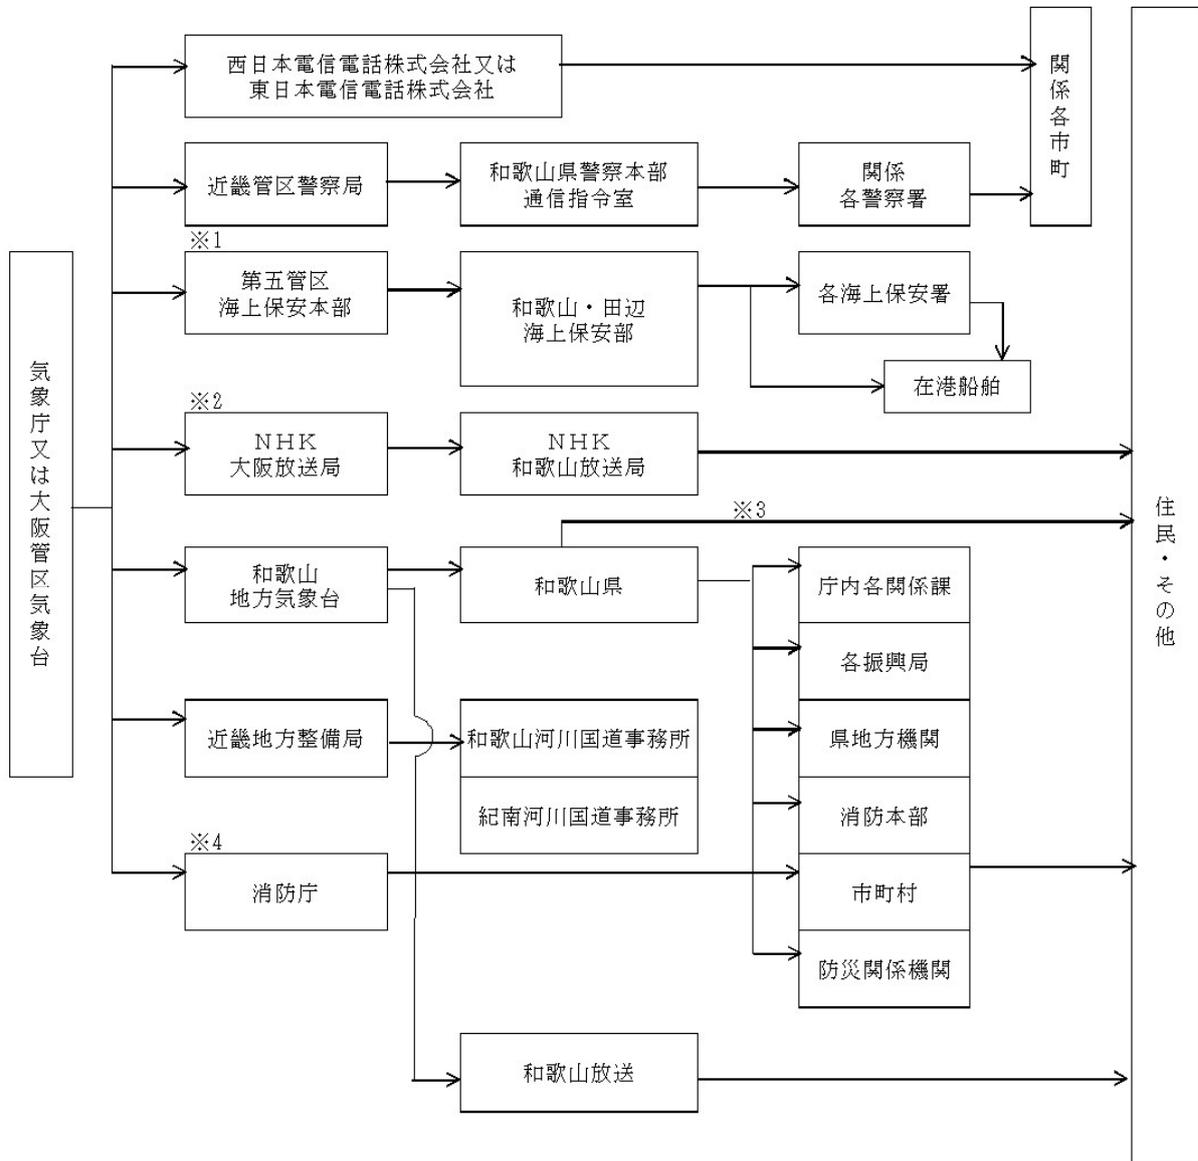 西日本電信電話株式会社又は
東日本電信電話株式会社
関係各市町
近畿管区警察局
和歌山県警察本部
通信指令室
関係
各警察署
※1
第五管区
海上保安本部
和歌山・田辺
海上保安部
各海上保安署
在港船舶
気象庁又は大阪管区気象台
※2
NHK
大阪放送局
NHK
和歌山放送局
※3
住民・その他
和歌山
地方気象台
和歌山県
庁内各関係課
各振興局
近畿地方整備局
和歌山河川国道事務所
県地方機関
紀南河川国道事務所
消防本部
※4
消防庁
市町村
防災関係機関
和歌山放送